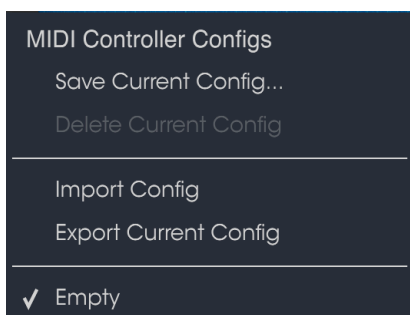 MIDI Controller Configs
Save Current Config...
Delete Current Config
Import Config
Export Current Config
✓ Empty